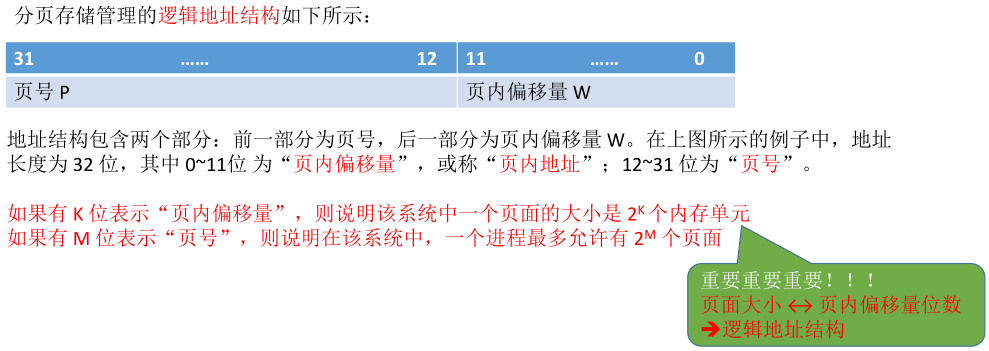 分页存储管理的逻辑地址结构如下所示：
31 …… 12 11 …… 0
页号 P 页内偏移量 W
地址结构包含两个部分：前一部分为页号，后一部分为页内偏移量 W。在上图所示的例子中，地址
长度为 32 位，其中 0~11位 为“页内偏移量”，或称“页内地址”；12~31 位为“页号”。
如果有 K 位表示“页内偏移量”，则说明该系统中一个页面的大小是 2ᴷ 个内存单元
如果有 M 位表示“页号”，则说明在该系统中，一个进程最多允许有 2ᴹ 个页面
重要重要重要！！！
页面大小 ↔ 页内偏移量位数
➔逻辑地址结构